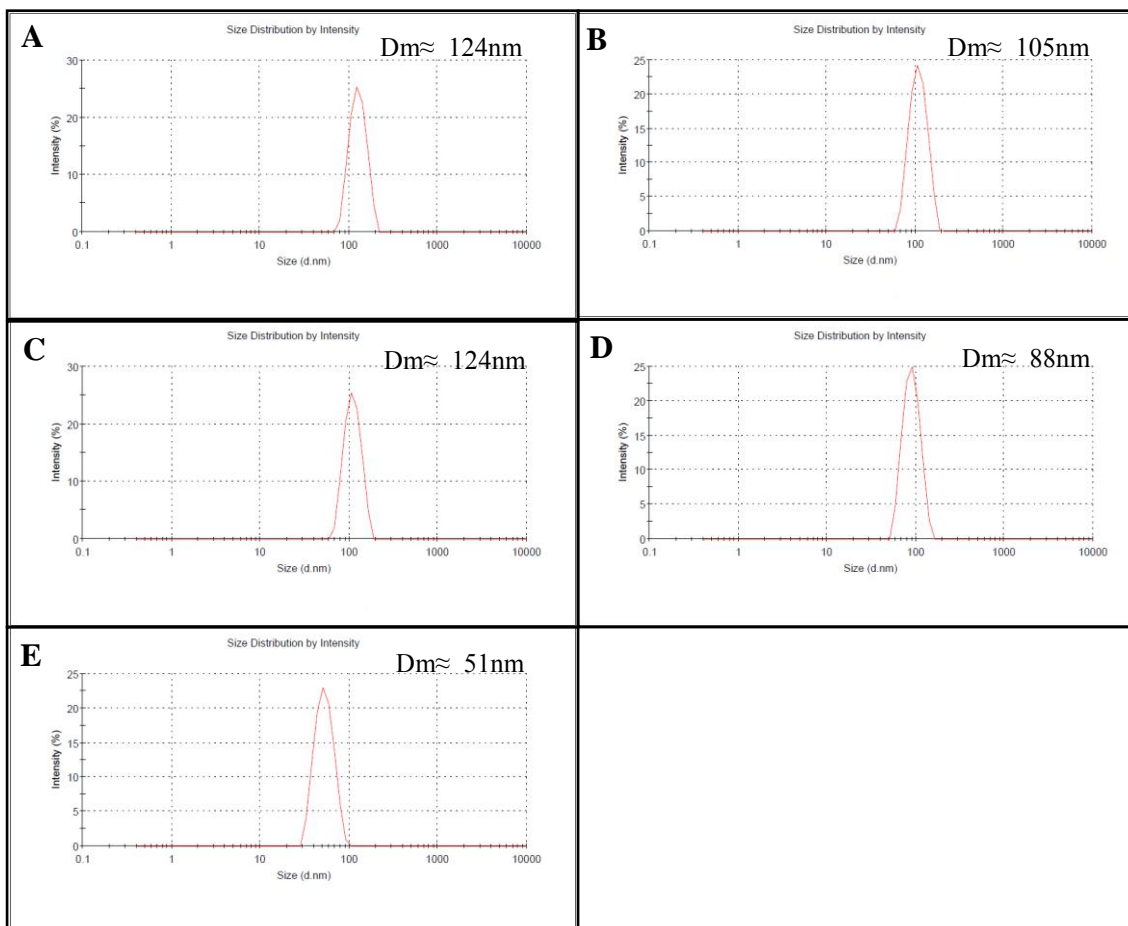 A
Size Distribution by Intensity
Dm≈ 124nm
30
20
10
0
Intensity (%)
0.1 1 10 100 1000 10000
Size (d.nm)
B
Size Distribution by Intensity
Dm≈ 105nm
25
20
15
10
5
0
Intensity (%)
0.1 1 10 100 1000 10000
Size (d.nm)
C
Size Distribution by Intensity
Dm≈ 124nm
30
20
10
0
Intensity (%)
0.1 1 10 100 1000 10000
Size (d.nm)
D
Size Distribution by Intensity
Dm≈ 88nm
25
20
15
10
5
0
Intensity (%)
0.1 1 10 100 1000 10000
Size (d.nm)
E
Size Distribution by Intensity
Dm≈ 51nm
25
20
15
10
5
0
Intensity (%)
0.1 1 10 100 1000 10000
Size (d.nm)